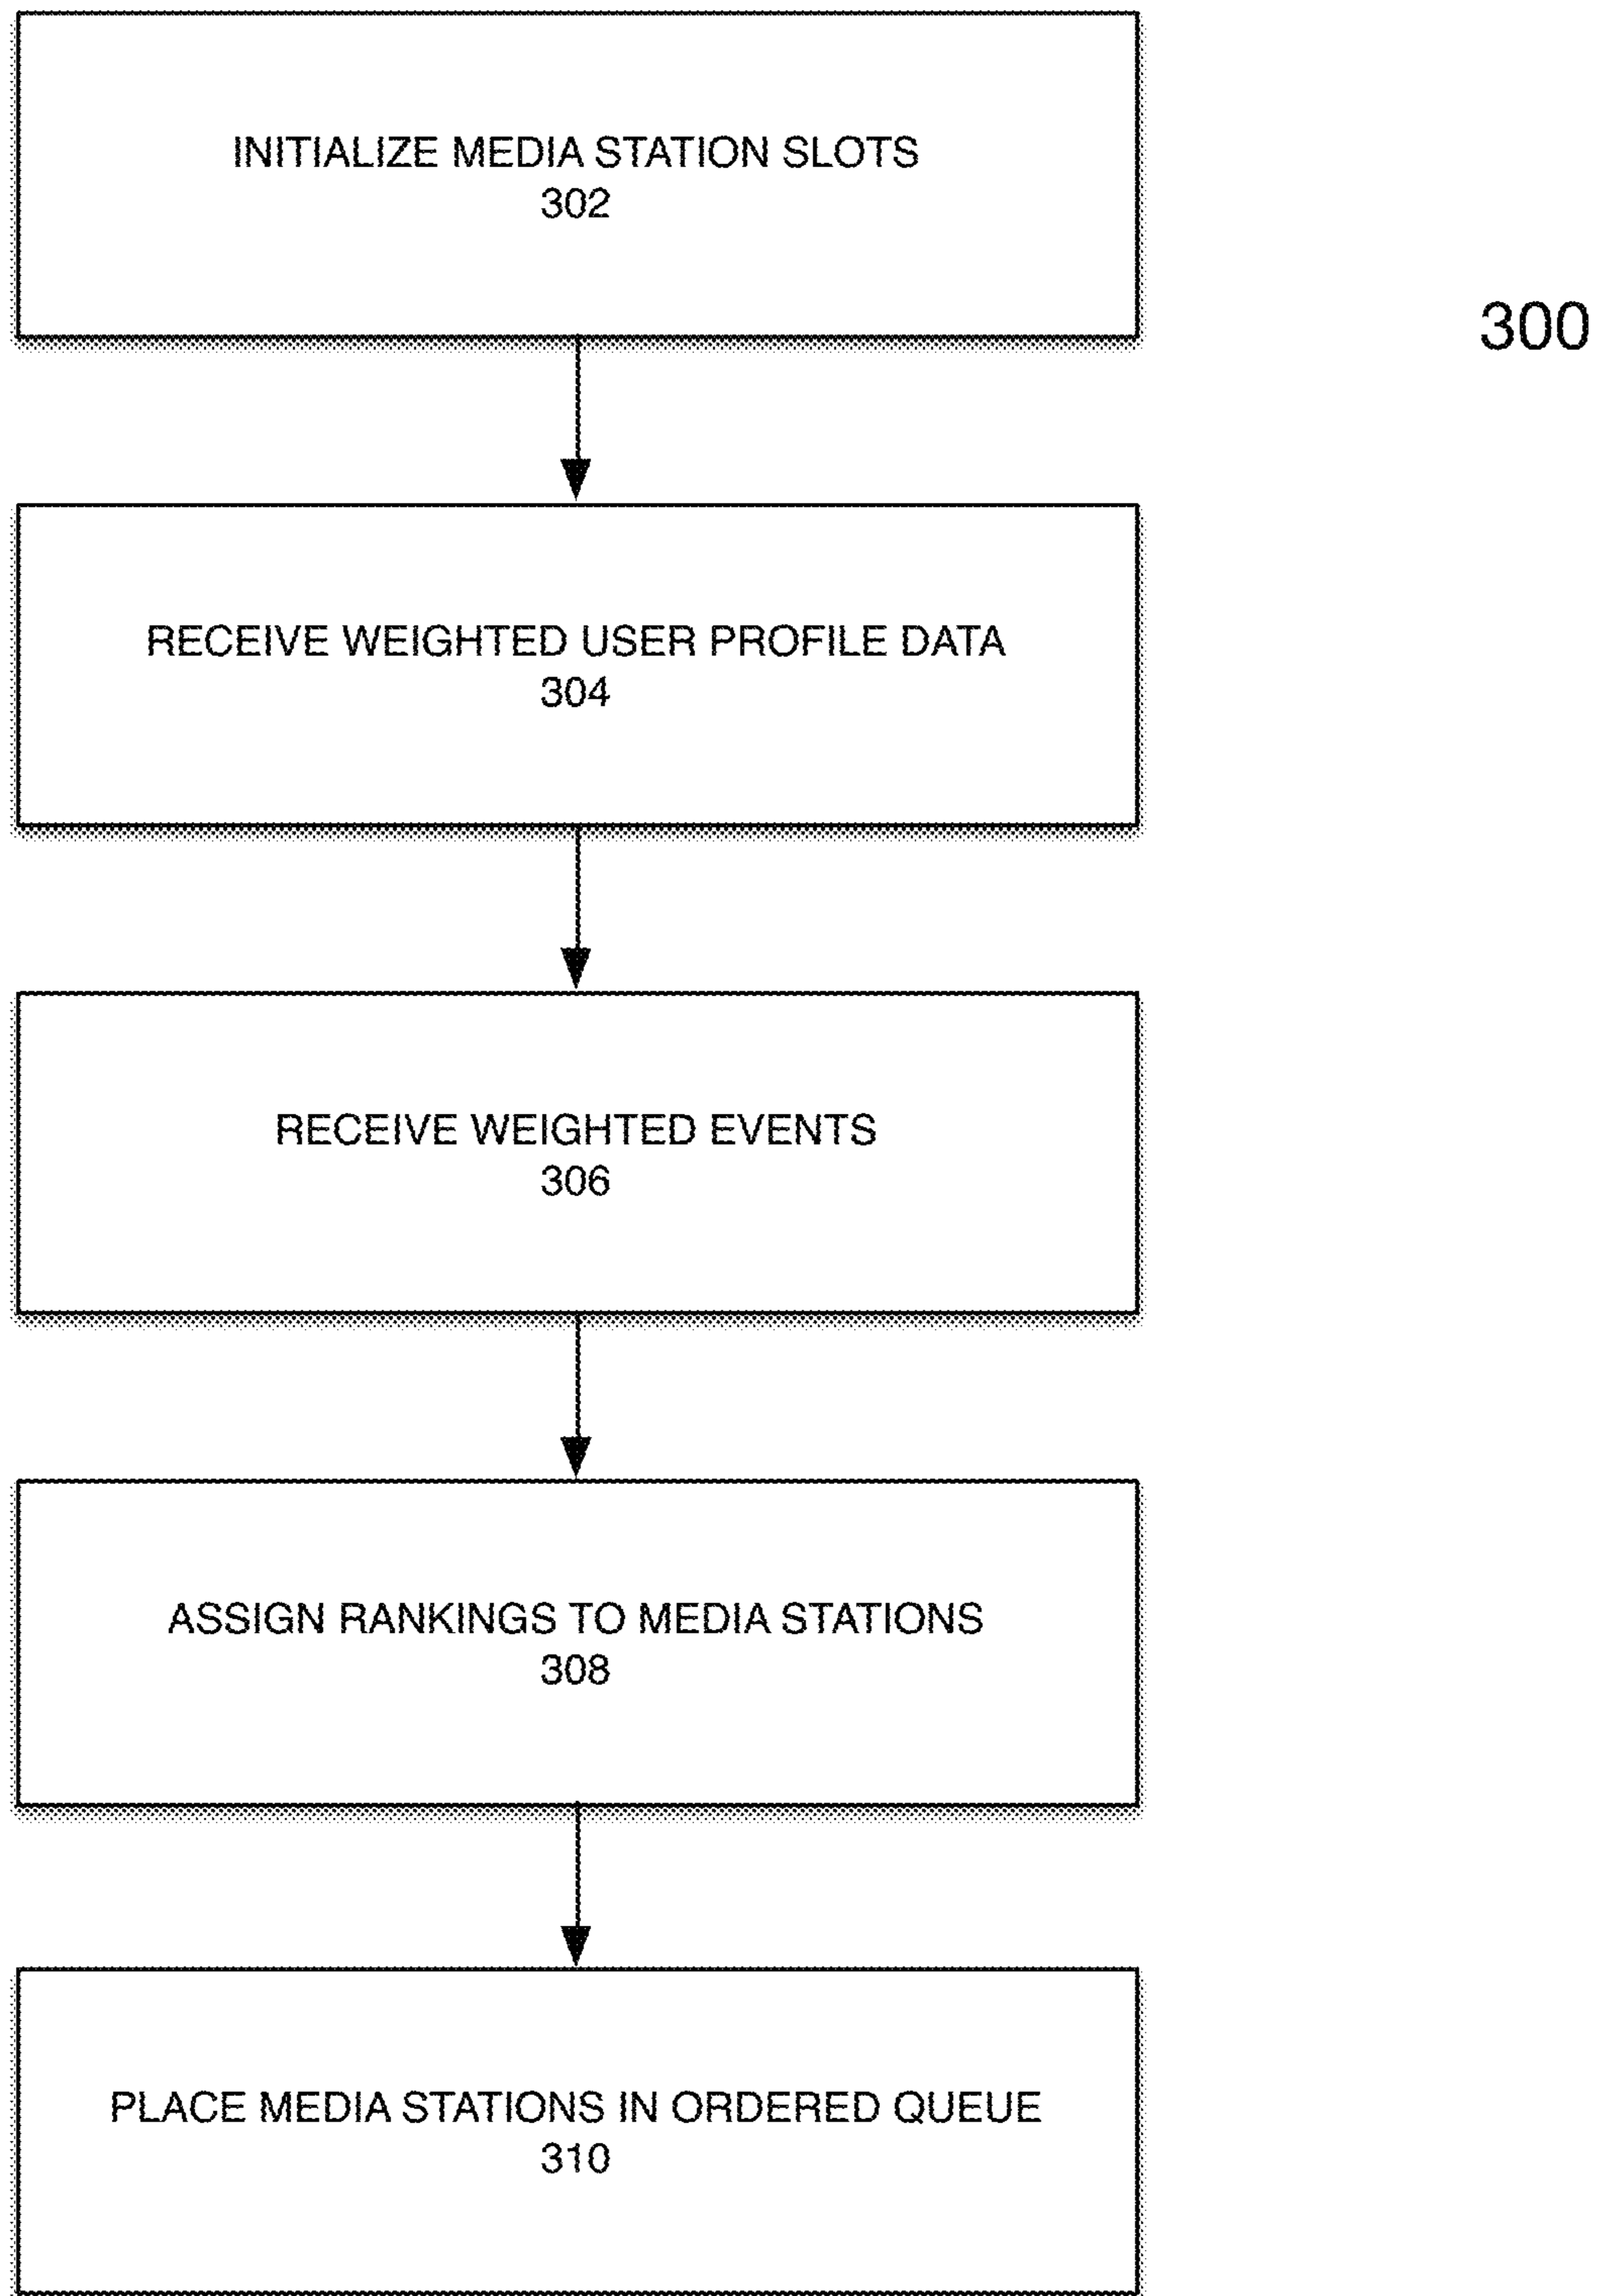 INITIALIZE MEDIA STATION SLOTS
302
300
RECEIVE WEIGHTED USER PROFILE DATA
304
RECEIVE WEIGHTED EVENTS
306
ASSIGN RANKINGS TO MEDIA STATIONS
308
PLACE MEDIA STATIONS IN ORDERED QUEUE
310